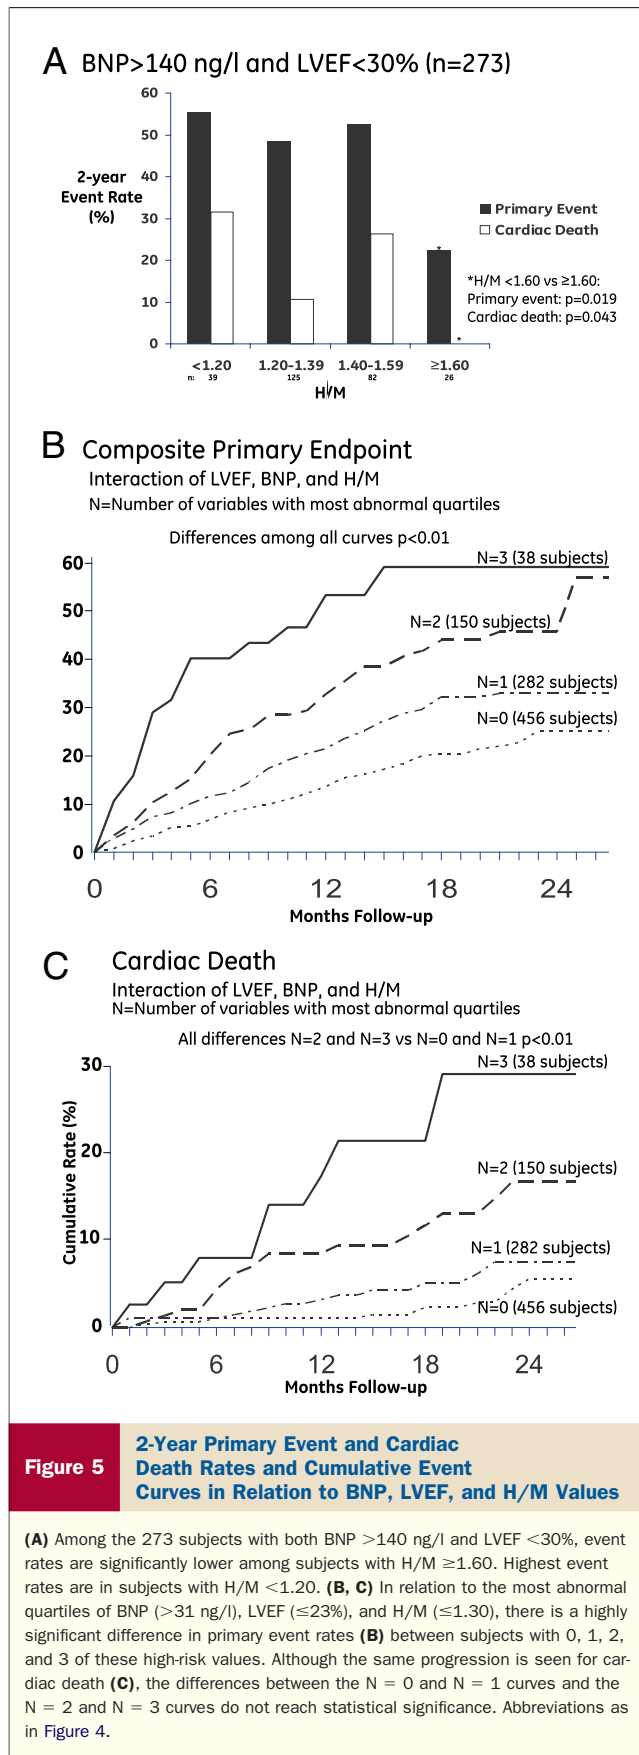 A BNP>140 ng/l and LVEF<30% (n=273)
60
50
40
30
20
10
0
2-year
Event Rate
(%)
Primary Event
Cardiac Death
*
*H/M <1.60 vs ≥1.60:
Primary event: p=0.019
Cardiac death: p=0.043
*
<1.20 1.20-1.39 1.40-1.59 ≥1.60
n: 39 125 82 26
H/M
B Composite Primary Endpoint
Interaction of LVEF, BNP, and H/M
N=Number of variables with most abnormal quartiles
Differences among all curves p<0.01
60
50
40
30
20
10
0
N=3 (38 subjects)
N=2 (150 subjects)
N=1 (282 subjects)
N=0 (456 subjects)
0 6 12 18 24
Months Follow-up
C Cardiac Death
Interaction of LVEF, BNP, and H/M
N=Number of variables with most abnormal quartiles
All differences N=2 and N=3 vs N=0 and N=1 p<0.01
30
20
10
0
Cumulative Rate (%)
N=3 (38 subjects)
N=2 (150 subjects)
N=1 (282 subjects)
N=0 (456 subjects)
0 6 12 18 24
Months Follow-up
Figure 5
2-Year Primary Event and Cardiac
Death Rates and Cumulative Event
Curves in Relation to BNP, LVEF, and H/M Values
(A) Among the 273 subjects with both BNP >140 ng/l and LVEF <30%, event
rates are significantly lower among subjects with H/M ≥1.60. Highest event
rates are in subjects with H/M <1.20. (B, C) In relation to the most abnormal
quartiles of BNP (>31 ng/l), LVEF (≤23%), and H/M (≤1.30), there is a highly
significant difference in primary event rates (B) between subjects with 0, 1, 2,
and 3 of these high-risk values. Although the same progression is seen for car-
diac death (C), the differences between the N = 0 and N = 1 curves and the
N = 2 and N = 3 curves do not reach statistical significance. Abbreviations as
in Figure 4.